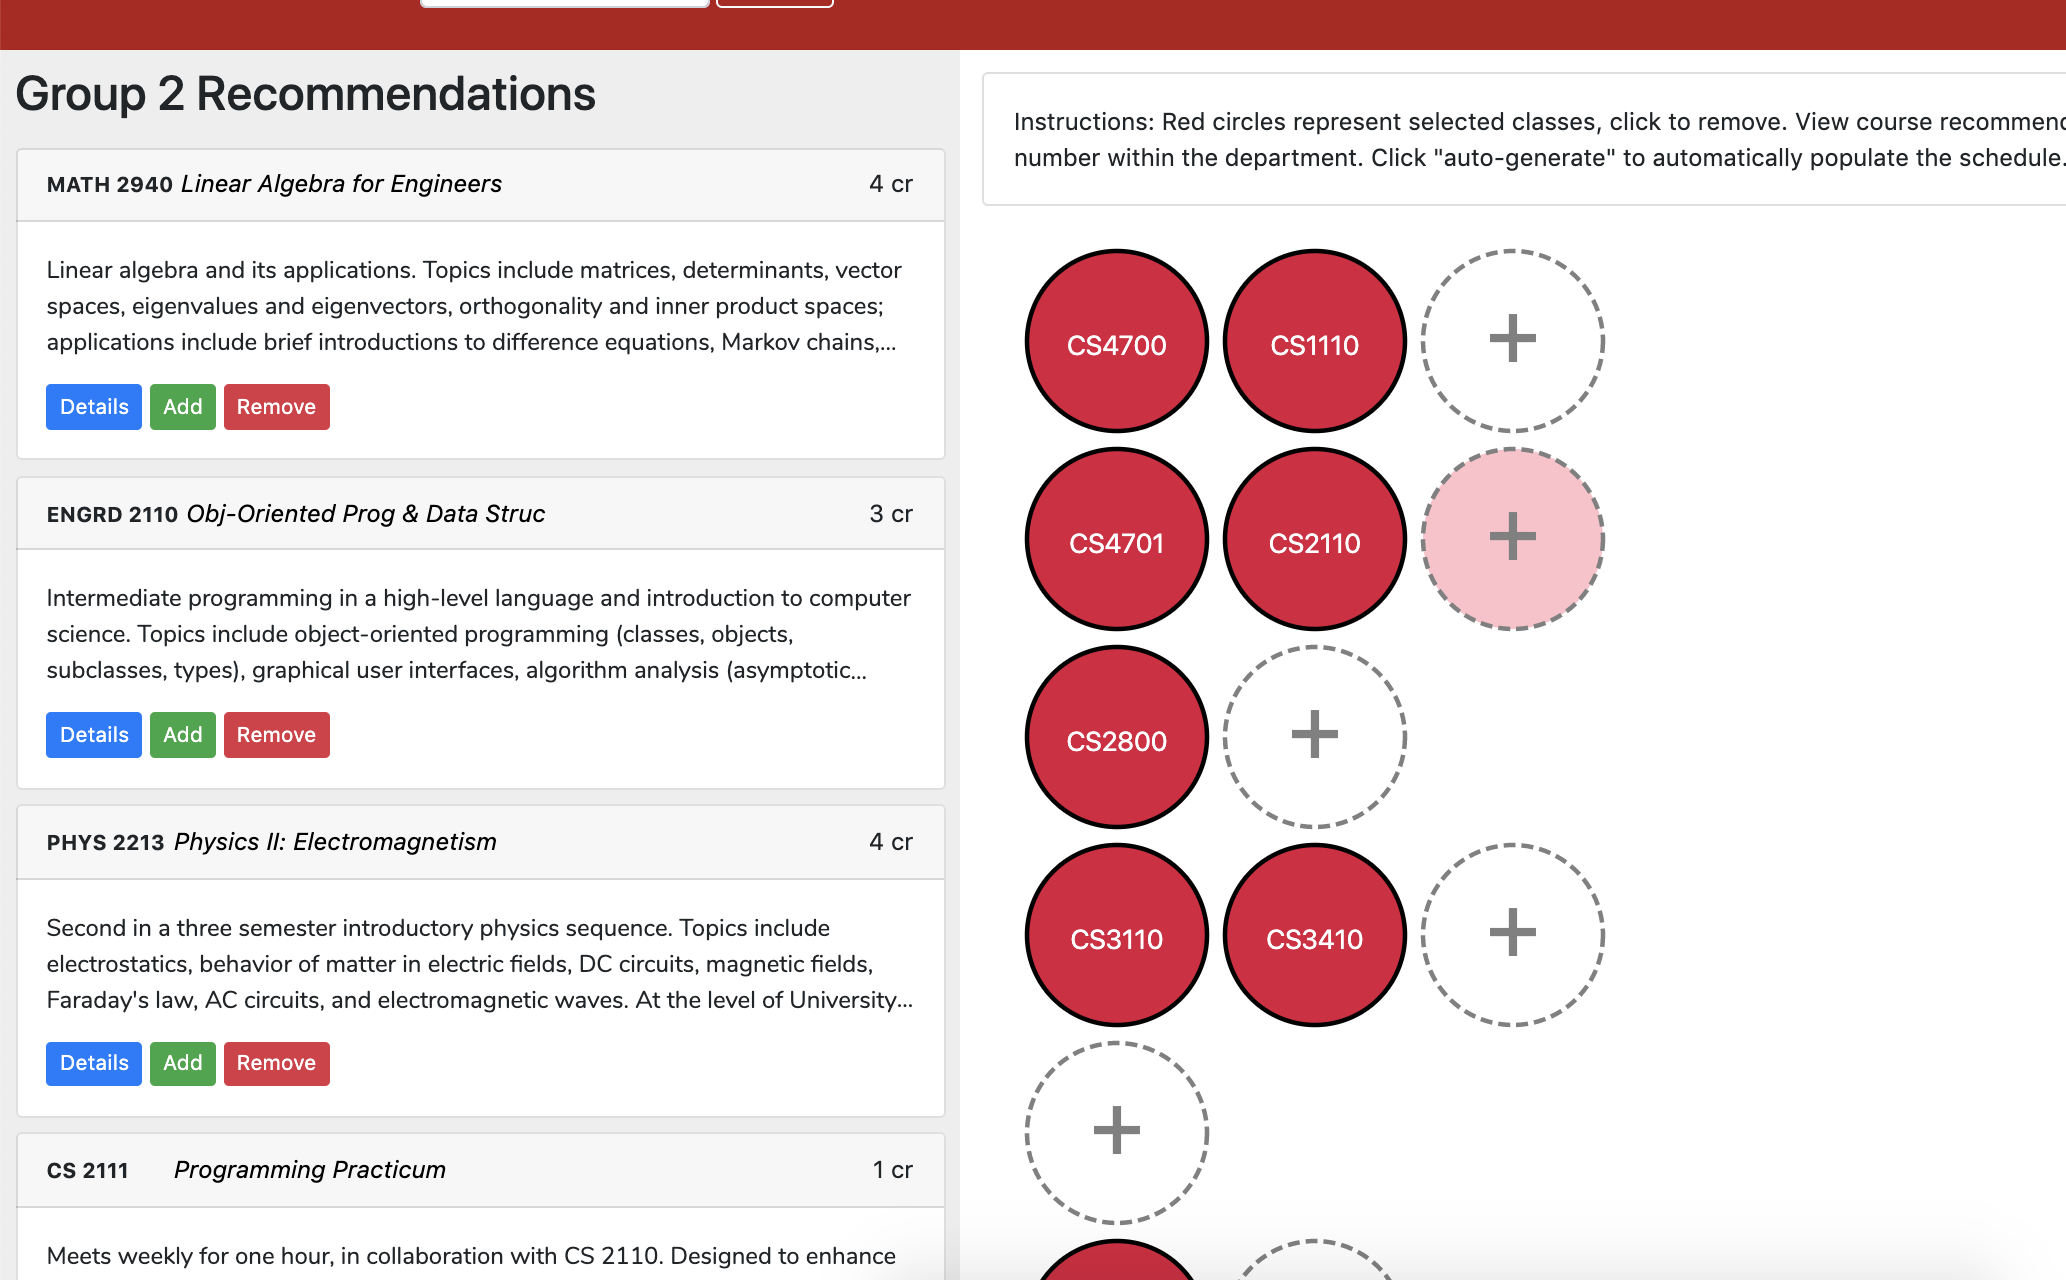 Group 2 Recommendations
MATH 2940 Linear Algebra for Engineers 4 cr
Linear algebra and its applications. Topics include matrices, determinants, vector
spaces, eigenvalues and eigenvectors, orthogonality and inner product spaces;
applications include brief introductions to difference equations, Markov chains,...
Details Add Remove
ENGRD 2110 Obj-Oriented Prog & Data Struc 3 cr
Intermediate programming in a high-level language and introduction to computer
science. Topics include object-oriented programming (classes, objects,
subclasses, types), graphical user interfaces, algorithm analysis (asymptotic...
Details Add Remove
PHYS 2213 Physics II: Electromagnetism 4 cr
Second in a three semester introductory physics sequence. Topics include
electrostatics, behavior of matter in electric fields, DC circuits, magnetic fields,
Faraday's law, AC circuits, and electromagnetic waves. At the level of University...
Details Add Remove
CS 2111 Programming Practicum 1 cr
Meets weekly for one hour, in collaboration with CS 2110. Designed to enhance
Instructions: Red circles represent selected classes, click to remove. View course
number within the department. Click "auto-generate" to automatically populate the schedule.
CS4700 CS1110 +
CS4701 CS2110 +
CS2800 +
CS3110 CS3410 +
+